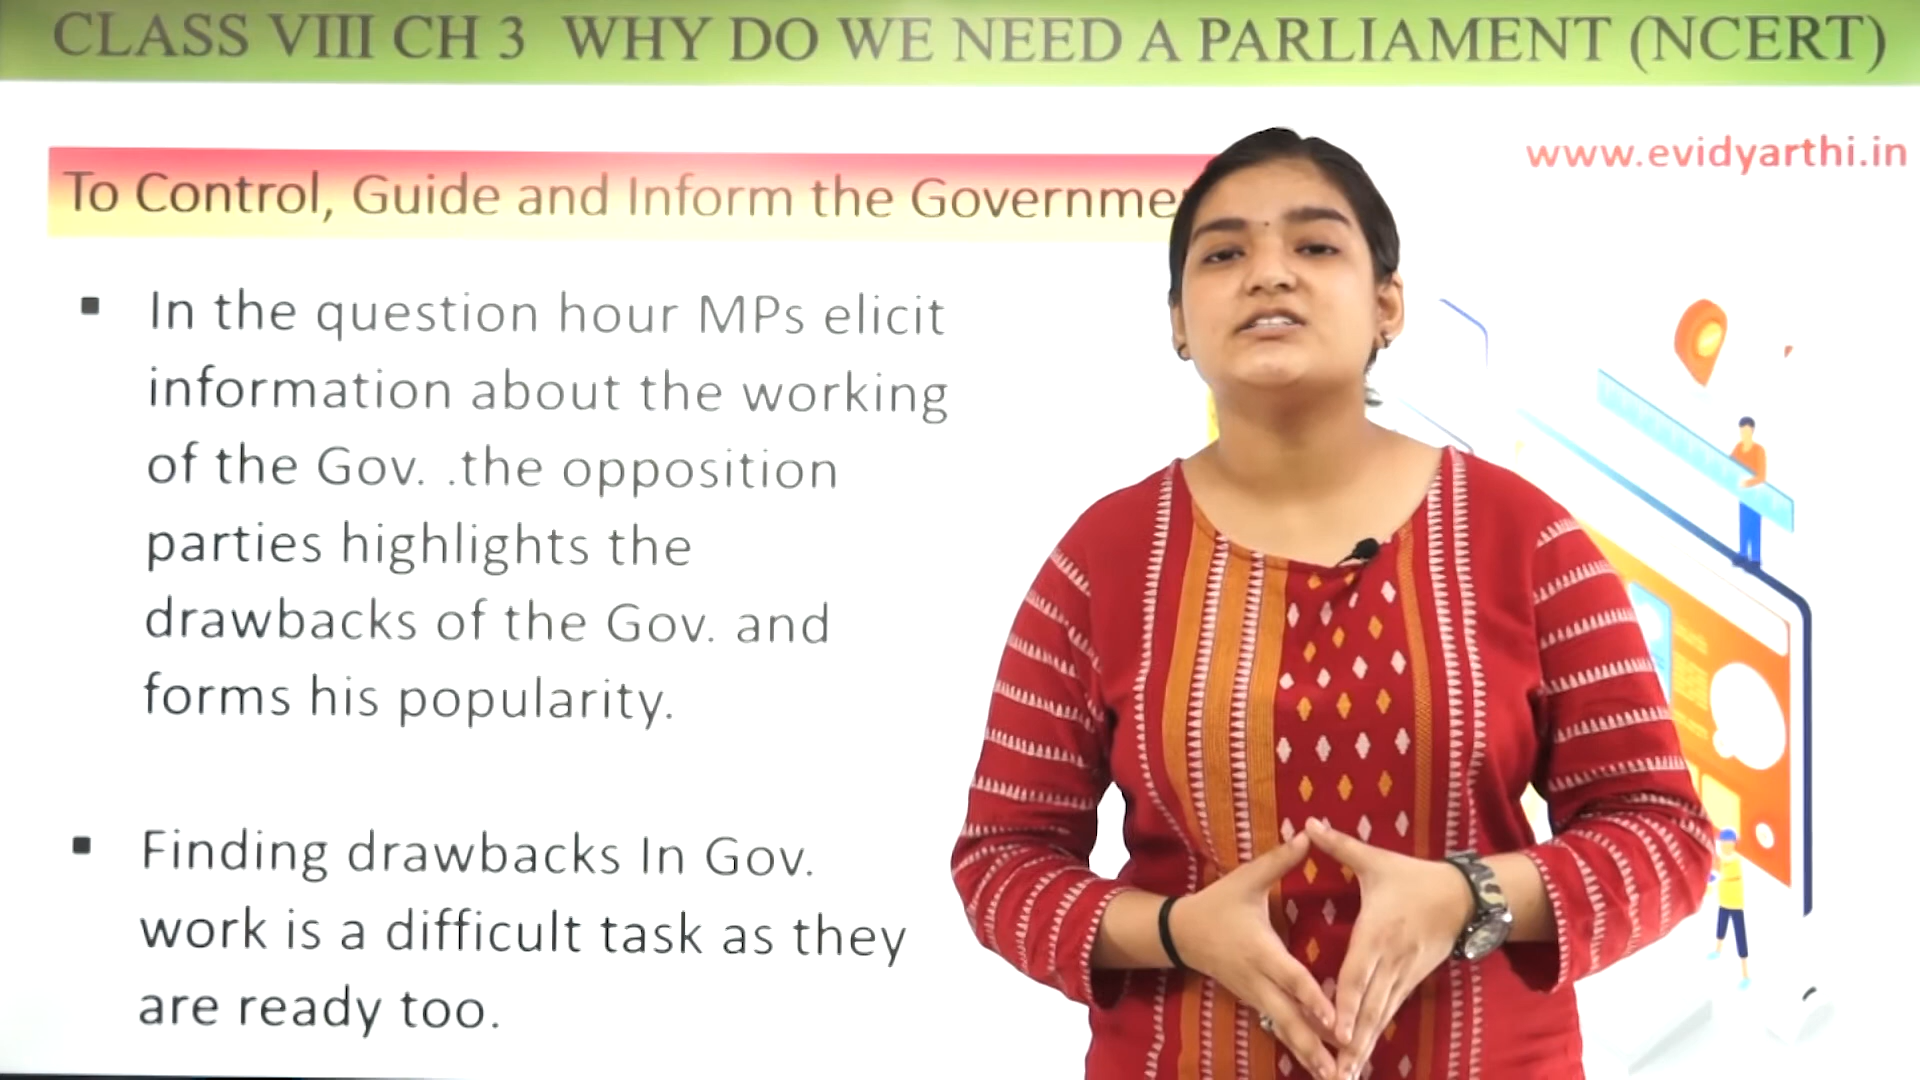 CLASS VIII CH 3 WHY DO WE NEED A PARLIAMENT (NCERT)
www.evidyarthi.in
To Control, Guide and Inform the Governme
▪ In the question hour MPs elicit
information about the working
of the Gov. .the opposition
parties highlights the
drawbacks of the Gov. and
forms his popularity.
▪ Finding drawbacks In Gov.
work is a difficult task as they
are ready too.